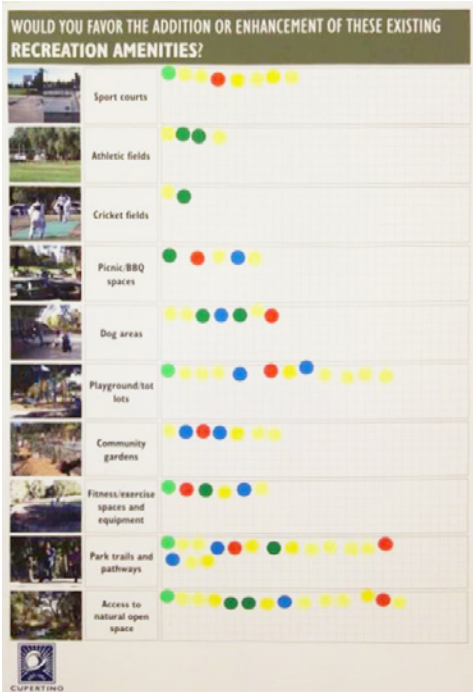 WOULD YOU FAVOR THE ADDITION OR ENHANCEMENT OF THESE EXISTING
RECREATION AMENITIES?
Sport courts
Athletic fields
Cricket fields
Picnic/BBQ
spaces
Dog areas
Playground/tot
lots
Community
gardens
Fitness/exercise
spaces and
equipment
Park trails and
pathways
Access to
natural open
space
CUPERTINO